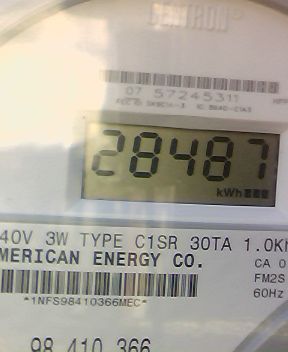 CENTRON®
07 57245311
28487
kWh
40V 3W TYPE C1SR 30TA 1.0K
MERICAN ENERGY CO.
CA 0
FM2S
60Hz
*1NFS98410366MEC*
98 410 366